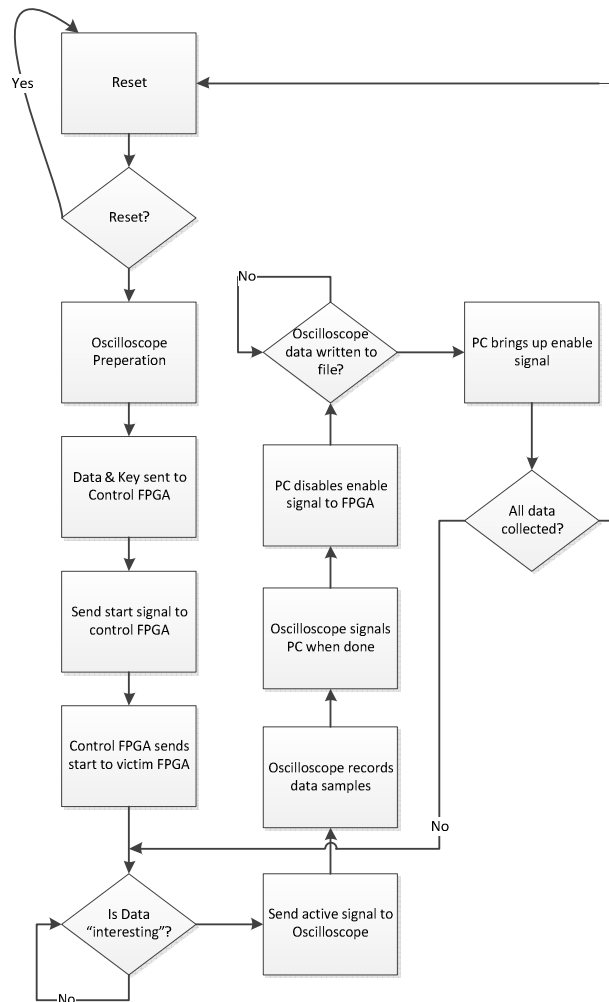 Yes
Reset
Reset?
Oscilloscope
Preperation
Data & Key sent to
Control FPGA
Send start signal to
control FPGA
Control FPGA sends
start to victim FPGA
Is Data
“interesting”?
No
Send active signal to
Oscilloscope
Oscilloscope records
data samples
Oscilloscope signals
PC when done
PC disables enable
signal to FPGA
Oscilloscope
data written to
file?
No
PC brings up enable
signal
All data
collected?
No